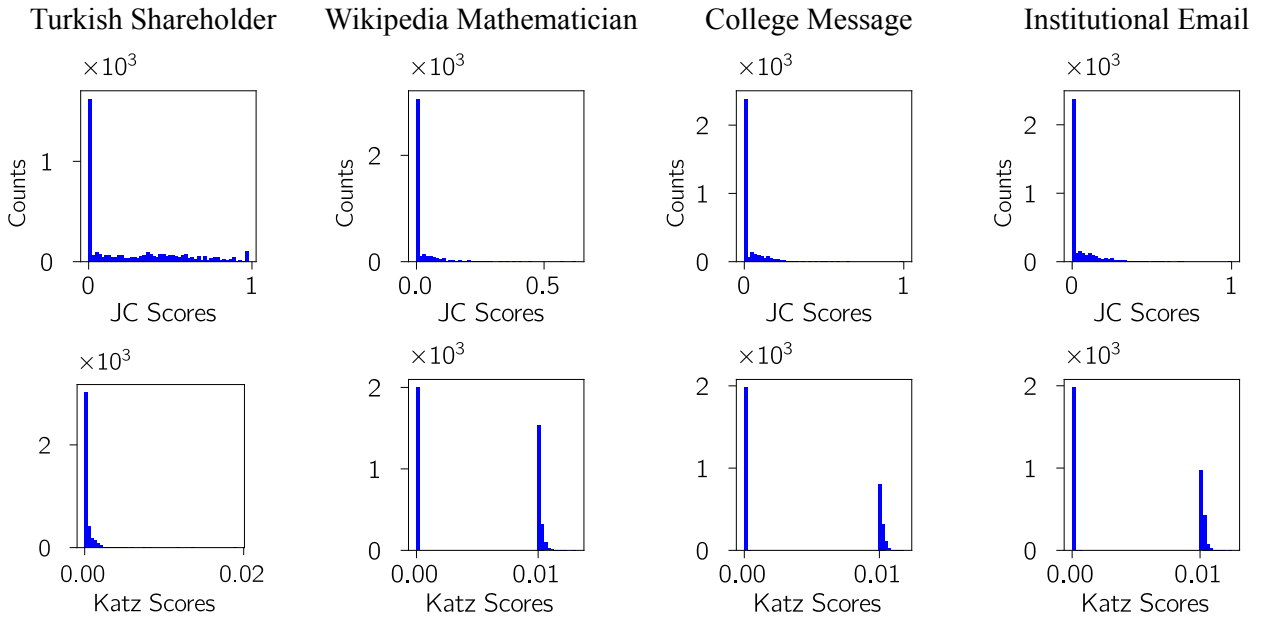 Turkish Shareholder
Wikipedia Mathematician
College Message
Institutional Email
×10³
1
0
Counts
0
1
JC Scores
×10³
2
0
Counts
0.0
0.5
JC Scores
×10³
2
1
0
Counts
0
1
JC Scores
×10³
2
1
0
Counts
0
1
JC Scores
×10³
2
0
0.00
0.02
Katz Scores
×10³
2
1
0
0.00
0.01
Katz Scores
×10³
2
1
0
0.00
0.01
Katz Scores
×10³
2
1
0
0.00
0.01
Katz Scores